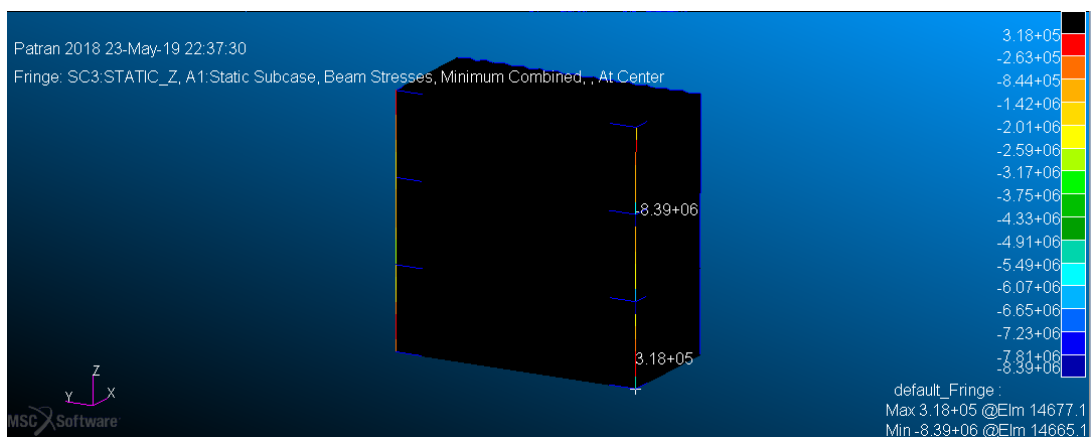 Patran 2018 23-May-19 22:37:30
Fringe: SC3:STATIC_Z, A1:Static Subcase, Beam Stresses, Minimum Combined, , At Center
3.18+05
-2.63+05
-8.44+05
-1.42+06
-2.01+06
-2.59+06
-3.17+06
-3.75+06
-4.33+06
-4.91+06
-5.49+06
-6.07+06
-6.65+06
-7.23+06
-7.81+06
-8.39+06
-8.39+06
3.18+05
Z
Y
X
MSC Software
default_Fringe :
Max 3.18+05 @Elm 14677.1
Min -8.39+06 @Elm 14665.1